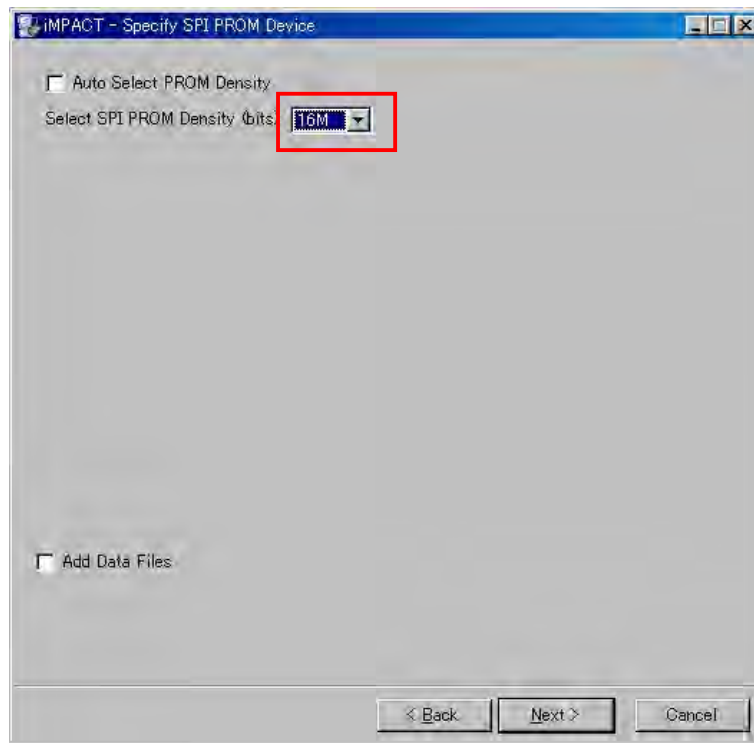 iMPACT - Specify SPI PROM Device
Auto Select PROM Density
Select SPI PROM Density (bits)
16M
Add Data Files
< Back
Next >
Cancel